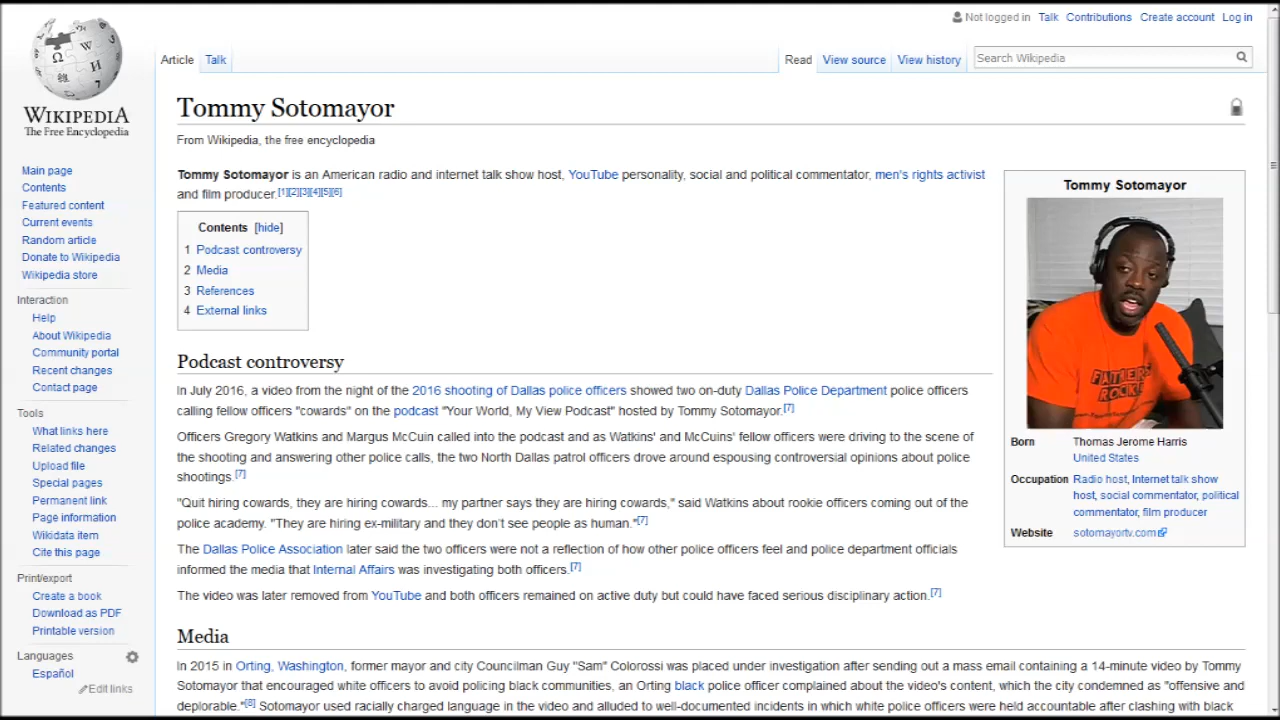 Not logged in Talk Contributions Create account Log in
Article Talk
Read View source View history
Search Wikipedia
WIKIPEDIA
The Free Encyclopedia
Main page
Contents
Featured content
Current events
Random article
Donate to Wikipedia
Wikipedia store
Interaction
Help
About Wikipedia
Community portal
Recent changes
Contact page
Tools
What links here
Related changes
Upload file
Special pages
Permanent link
Page information
Wikidata item
Cite this page
Print/export
Create a book
Download as PDF
Printable version
Languages
Español
Edit links
Tommy Sotomayor
From Wikipedia, the free encyclopedia
Tommy Sotomayor is an American radio and internet talk show host, YouTube personality, social and political commentator, men's rights activist
and film producer.[1][2][3][4][5][6]
Contents [hide]
1 Podcast controversy
2 Media
3 References
4 External links
Podcast controversy
In July 2016, a video from the night of the 2016 shooting of Dallas police officers showed two on-duty Dallas Police Department police officers
calling fellow officers "cowards" on the podcast "Your World, My View Podcast" hosted by Tommy Sotomayor.[7]
Officers Gregory Watkins and Margus McCuin called into the podcast and as Watkins' and McCuins' fellow officers were driving to the scene of
the shooting and answering other police calls, the two North Dallas patrol officers drove around espousing controversial opinions about police
shootings.[7]
"Quit hiring cowards, they are hiring cowards... my partner says they are hiring cowards," said Watkins about rookie officers coming out of the
police academy. "They are hiring ex-military and they don't see people as human."[7]
The Dallas Police Association later said the two officers were not a reflection of how other police officers feel and police department officials
informed the media that Internal Affairs was investigating both officers.[7]
The video was later removed from YouTube and both officers remained on active duty but could have faced serious disciplinary action.[7]
Media
In 2015 in Orting, Washington, former mayor and city Councilman Guy "Sam" Colorossi was placed under investigation after sending out a mass email containing a 14-minute video by Tommy
Sotomayor that encouraged white officers to avoid policing black communities, an Orting black police officer complained about the video's content, which the city condemned as "offensive and
deplorable."[8] Sotomayor used racially charged language in the video and alluded to well-documented incidents in which white police officers were held accountable after clashing with black
Tommy Sotomayor
FATHERS
ROCK!
Born Thomas Jerome Harris
United States
Occupation Radio host, Internet talk show
host, social commentator, political
commentator, film producer
Website sotomayortv.com